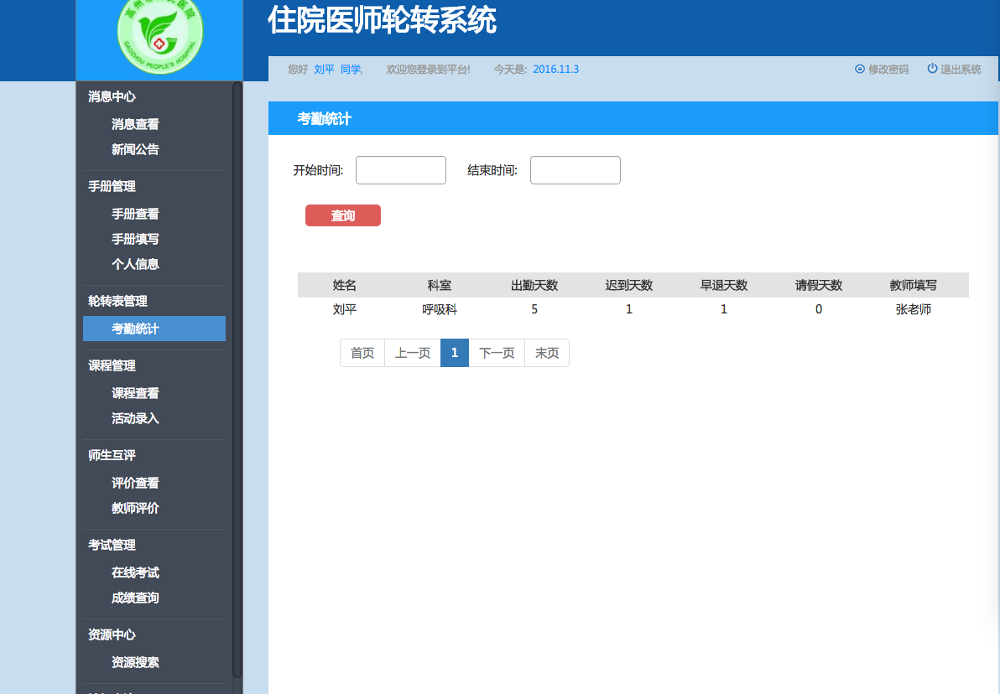 住院医师轮转系统
GAOZHOU PEOPLE'S HOSPITAL
您好 刘平 同学, 欢迎您登录到平台! 今天是: 2016.11.3 修改密码 退出系统
消息中心
消息查看
新闻公告
手册管理
手册查看
手册填写
个人信息
轮转表管理
考勤统计
课程管理
课程查看
活动录入
师生互评
评价查看
教师评价
考试管理
在线考试
成绩查询
资源中心
资源搜索
考勤统计
开始时间: 结束时间:
查询
姓名 科室 出勤天数 迟到天数 早退天数 请假天数 教师填写
刘平 呼吸科 5 1 1 0 张老师
首页 上一页 1 下一页 末页